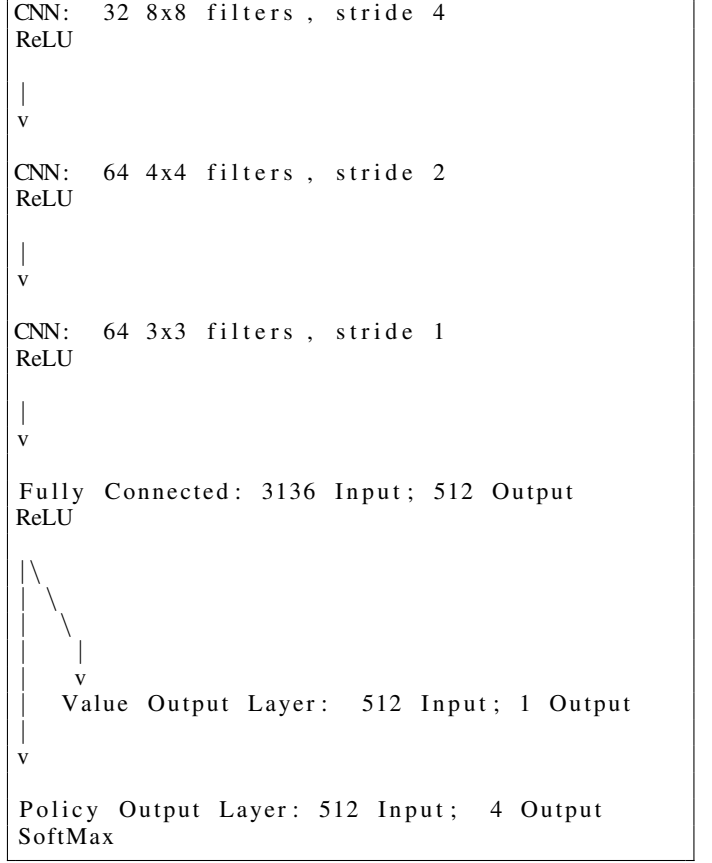 CNN: 32 8x8 filters, stride 4
ReLU
|
v
CNN: 64 4x4 filters, stride 2
ReLU
|
v
CNN: 64 3x3 filters, stride 1
ReLU
|
v
Fully Connected: 3136 Input; 512 Output
ReLU
|\
| \
|  \
|   |
|   v
| Value Output Layer: 512 Input; 1 Output
|
v
Policy Output Layer: 512 Input; 4 Output
SoftMax